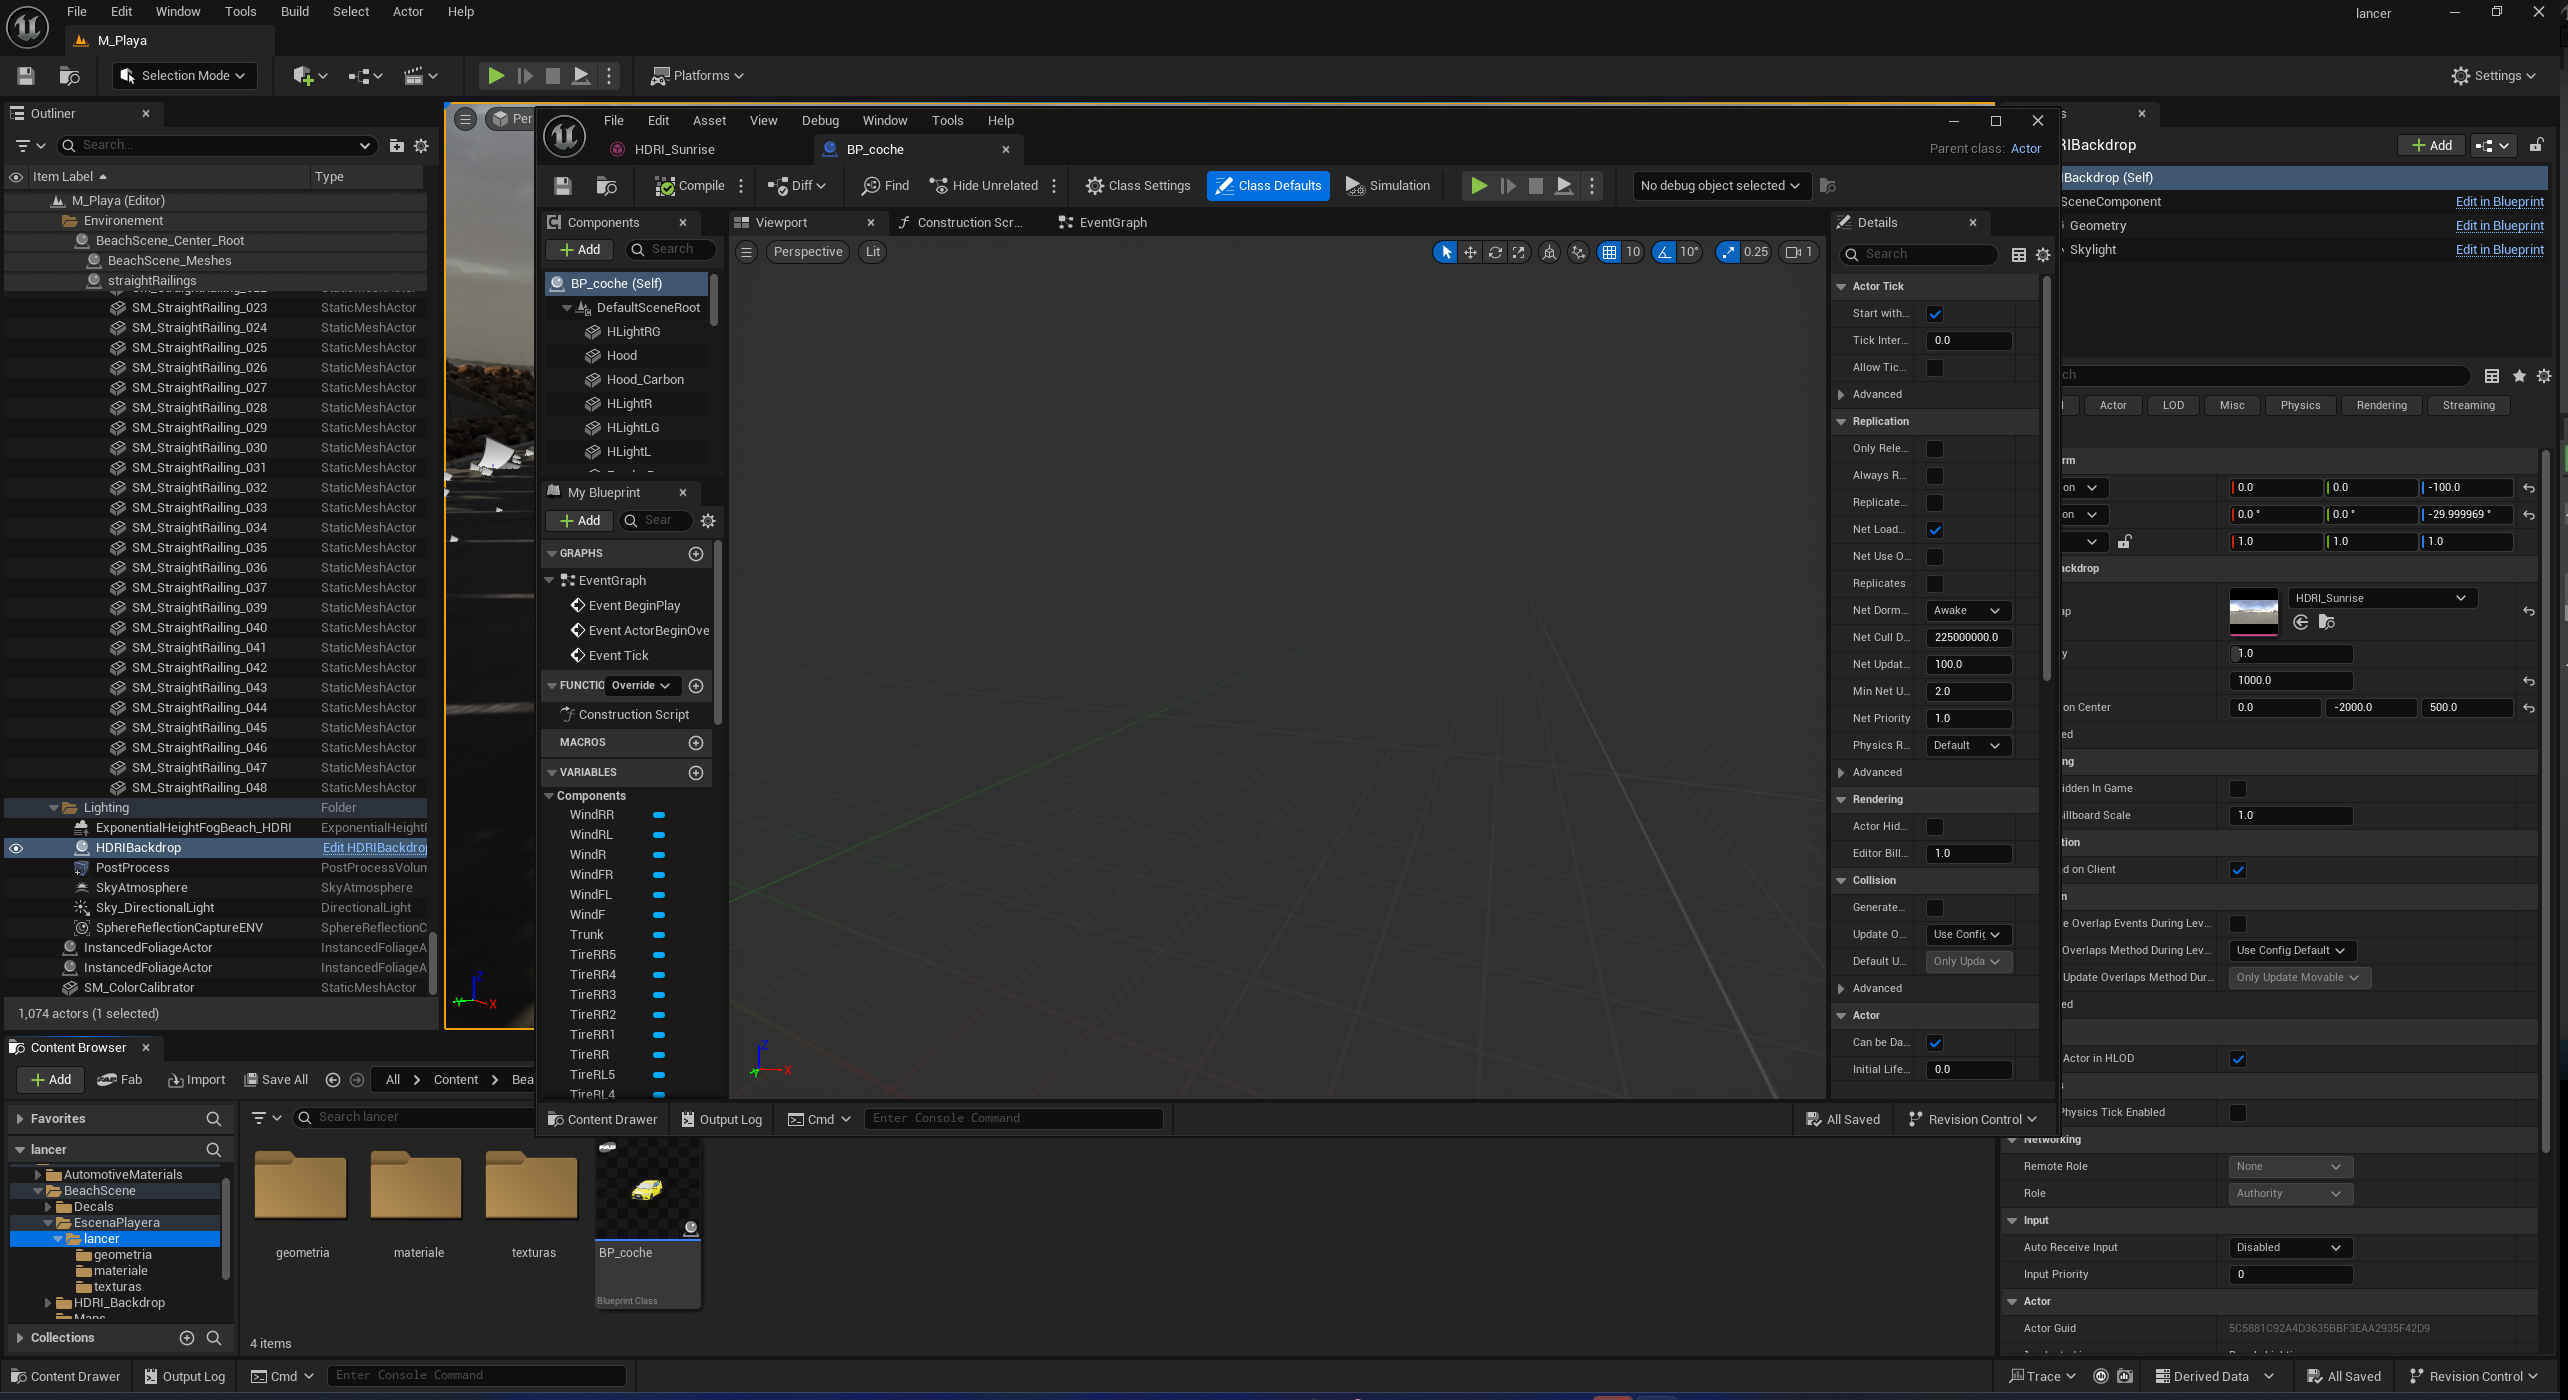 File Edit Window Tools Build Select Actor Help
lancer
M_Playa
Selection Mode
Platforms
Settings
Outliner
Search...
Item Label Type
M_Playa (Editor)
Environement
BeachScene_Center_Root
BeachScene_Meshes
straightRailings
SM_StraightRailing_023 StaticMeshActor
SM_StraightRailing_024 StaticMeshActor
SM_StraightRailing_025 StaticMeshActor
SM_StraightRailing_026 StaticMeshActor
SM_StraightRailing_027 StaticMeshActor
SM_StraightRailing_028 StaticMeshActor
SM_StraightRailing_029 StaticMeshActor
SM_StraightRailing_030 StaticMeshActor
SM_StraightRailing_031 StaticMeshActor
SM_StraightRailing_032 StaticMeshActor
SM_StraightRailing_033 StaticMeshActor
SM_StraightRailing_034 StaticMeshActor
SM_StraightRailing_035 StaticMeshActor
SM_StraightRailing_036 StaticMeshActor
SM_StraightRailing_037 StaticMeshActor
SM_StraightRailing_039 StaticMeshActor
SM_StraightRailing_040 StaticMeshActor
SM_StraightRailing_041 StaticMeshActor
SM_StraightRailing_042 StaticMeshActor
SM_StraightRailing_043 StaticMeshActor
SM_StraightRailing_044 StaticMeshActor
SM_StraightRailing_045 StaticMeshActor
SM_StraightRailing_046 StaticMeshActor
SM_StraightRailing_047 StaticMeshActor
SM_StraightRailing_048 StaticMeshActor
Lighting Folder
ExponentialHeightFogBeach_HDRI ExponentialHeightF
HDRIBackdrop Edit HDRIBackdrop
PostProcess PostProcessVolum
SkyAtmosphere SkyAtmosphere
Sky_DirectionalLight DirectionalLight
SphereReflectionCaptureENV SphereReflectionC
InstancedFoliageActor InstancedFoliageA
InstancedFoliageActor InstancedFoliageA
SM_ColorCalibrator StaticMeshActor
1,074 actors (1 selected)
Per
File Edit Asset View Debug Window Tools Help
HDRI_Sunrise BP_coche
Parent class: Actor
Compile Diff Find Hide Unrelated Class Settings Class Defaults Simulation No debug object selected
Components
Add Search
BP_coche (Self)
DefaultSceneRoot
HLightRG
Hood
Hood_Carbon
HLightR
HLightLG
HLightL
My Blueprint
Add Sear
GRAPHS
EventGraph
Event BeginPlay
Event ActorBeginOve
Event Tick
FUNCTIO Override
Construction Script
MACROS
VARIABLES
Components
WindRR
WindRL
WindR
WindFR
WindFL
WindF
Trunk
TireRR5
TireRR4
TireRR3
TireRR2
TireRR1
TireRR
TireRL5
TireRL4
Viewport Construction Scr... EventGraph
Perspective Lit 10 10° 0.25 1
Z
Y X
Details
Search
Actor Tick
Start with...
Tick Inter... 0.0
Allow Tic...
Advanced
Replication
Only Rele...
Always R...
Replicate...
Net Load...
Net Use O...
Replicates
Net Dorm... Awake
Net Cull D... 225000000.0
Net Updat... 100.0
Min Net U... 2.0
Net Priority 1.0
Physics R... Default
Advanced
Rendering
Actor Hid...
Editor Bill... 1.0
Collision
Generate...
Update O... Use Config
Default U... Only Upda
Advanced
Actor
Can be Da...
Initial Life... 0.0
Content Drawer Output Log Cmd Enter Console Command All Saved Revision Control
s
RIBackdrop Add
IBackdrop (Self)
SceneComponent Edit in Blueprint
Geometry Edit in Blueprint
Skylight Edit in Blueprint
ch
l Actor LOD Misc Physics Rendering Streaming
rm
on 0.0 0.0 -100.0
on 0.0 ° 0.0 ° -29.999969 °
1.0 1.0 1.0
ackdrop
ap HDRI_Sunrise
y 1.0
1000.0
on Center 0.0 -2000.0 500.0
ed
ng
idden In Game
illboard Scale 1.0
tion
d on Client
n
e Overlap Events During Lev...
Overlaps Method During Lev... Use Config Default
Update Overlaps Method Dur... Only Update Movable
ed
Actor in HLOD
s
Physics Tick Enabled
Networking
Remote Role None
Role Authority
Input
Auto Receive Input Disabled
Input Priority 0
Actor
Actor Guid 5C5881C92A4D3635BBF3EAA2935F42D9
Content Browser
Add Fab Import Save All All > Content > Bea
Favorites
Search lancer
lancer
AutomotiveMaterials
BeachScene
Decals
EscenaPlayera
lancer
geometria
materiale
texturas
HDRI_Backdrop
Maps
Collections
geometria materiale texturas BP_coche
Blueprint Class
4 items
Content Drawer Output Log Cmd Enter Console Command
Trace Derived Data All Saved Revision Control